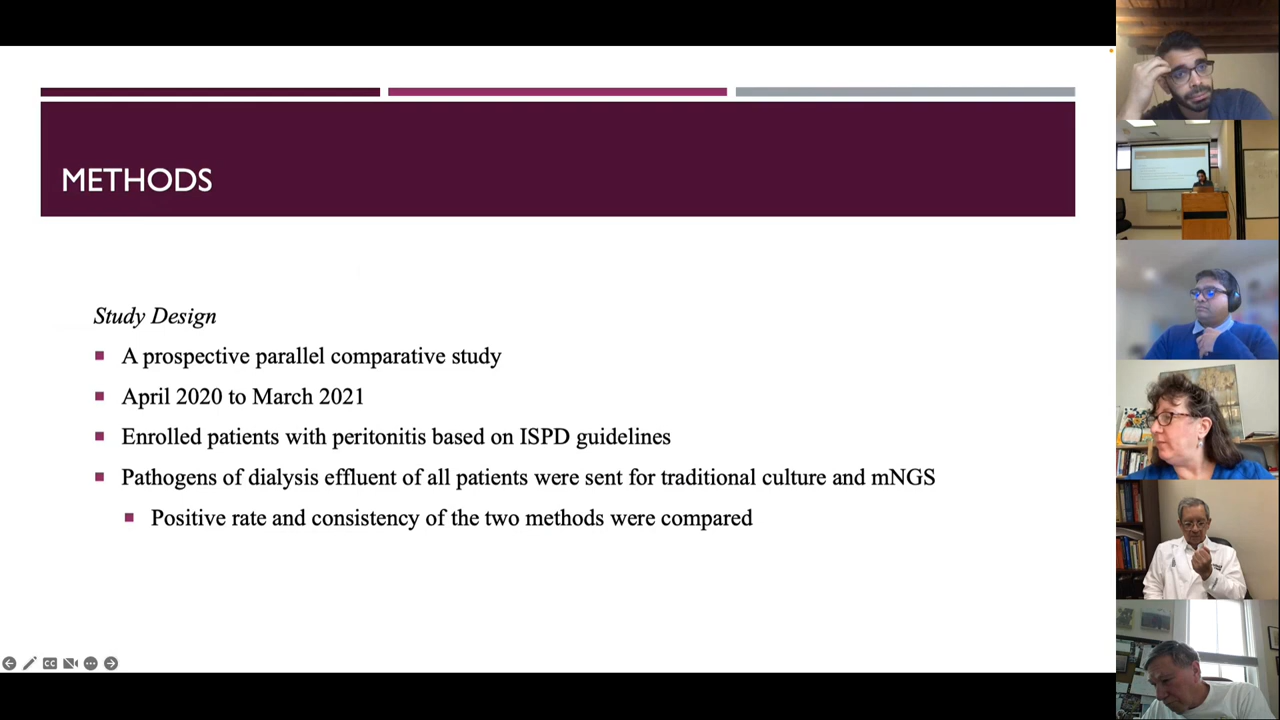 METHODS
Study Design
A prospective parallel comparative study
April 2020 to March 2021
Enrolled patients with peritonitis based on ISPD guidelines
Pathogens of dialysis effluent of all patients were sent for traditional culture and mNGS
Positive rate and consistency of the two methods were compared
CC